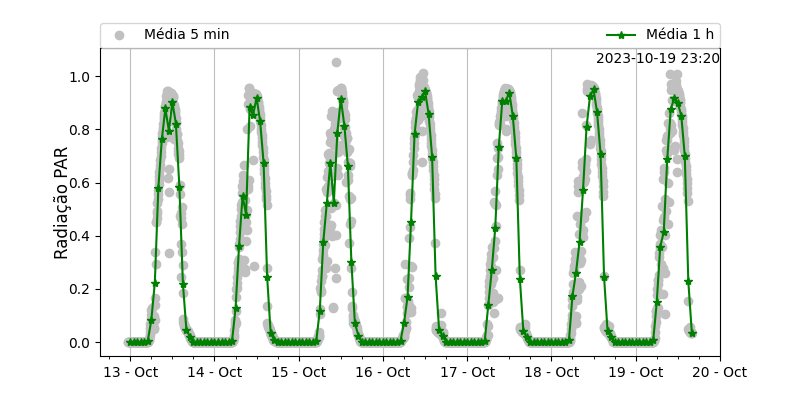 Média 5 min
Média 1 h
2023-10-19 23:20
Radiação PAR
1.0
0.8
0.6
0.4
0.2
0.0
13 - Oct
14 - Oct
15 - Oct
16 - Oct
17 - Oct
18 - Oct
19 - Oct
20 - Oct